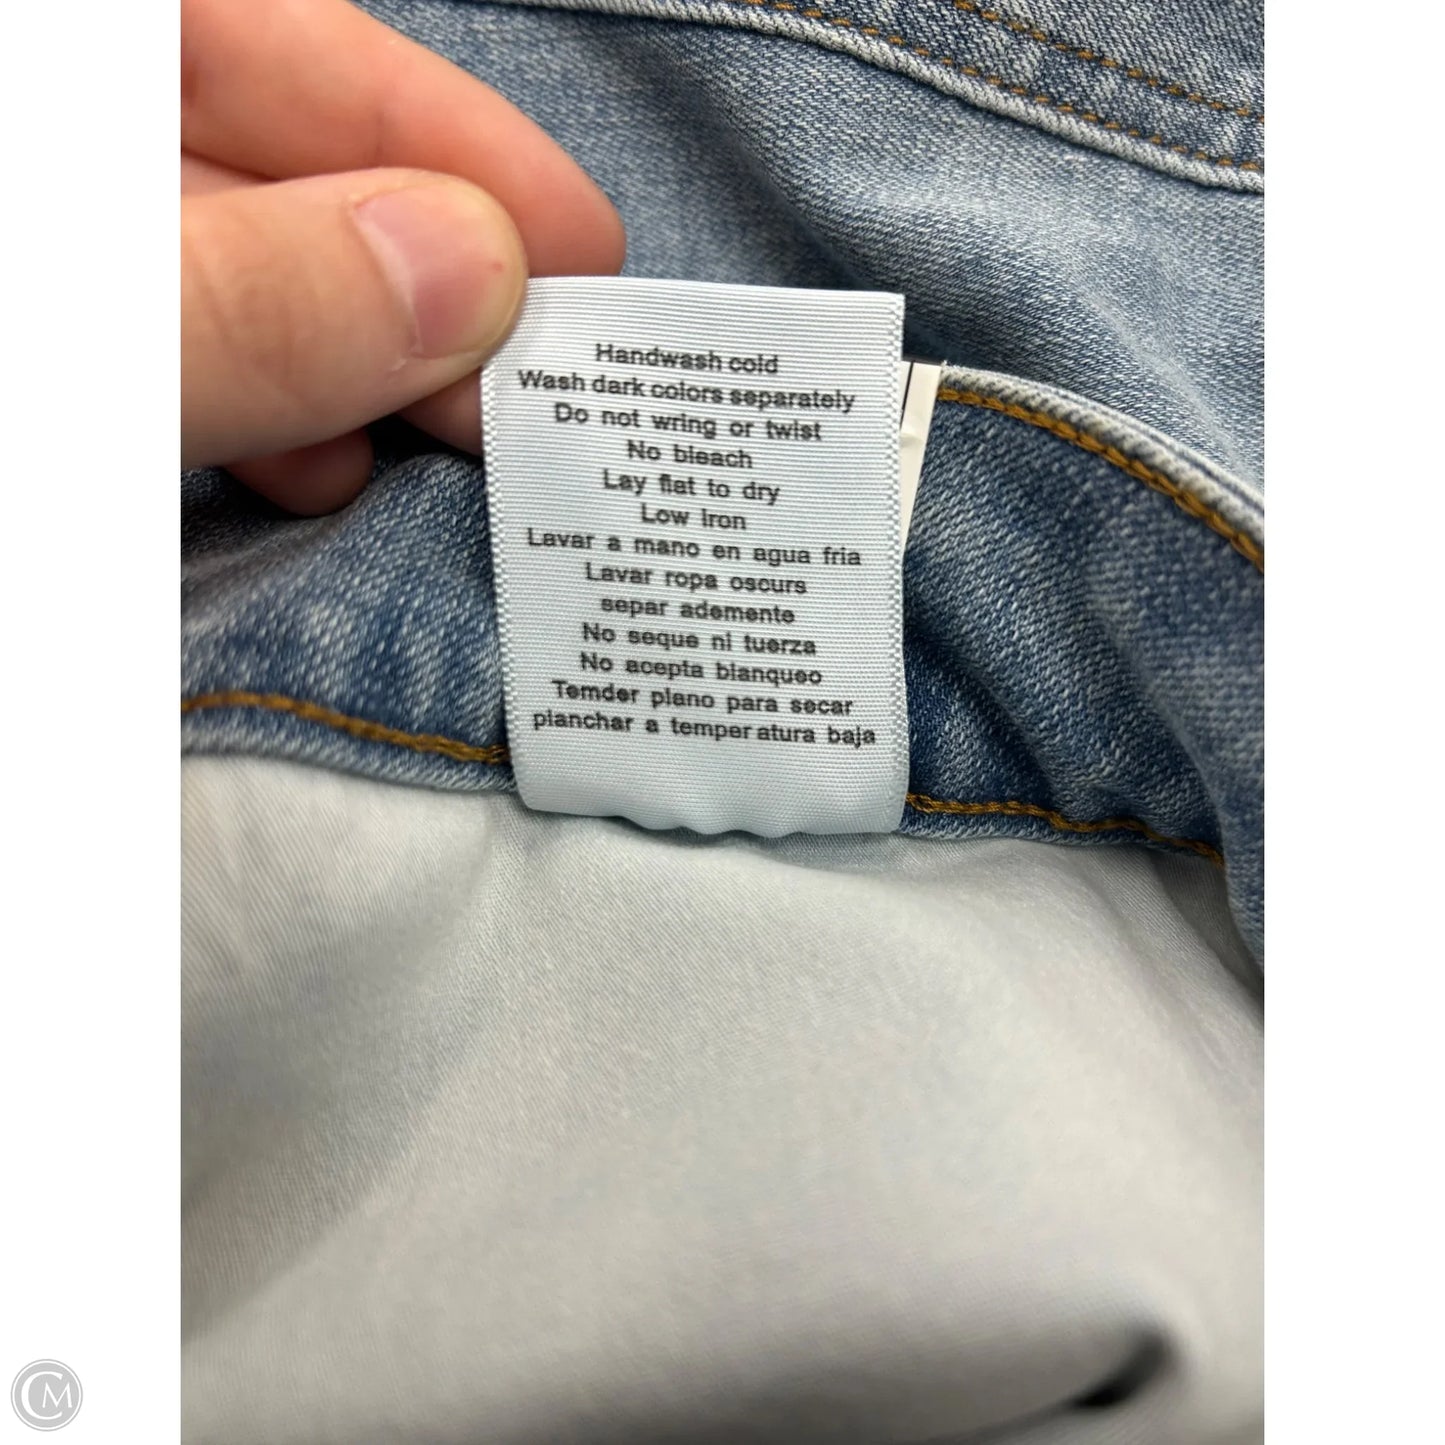 Handwash cold
Wash dark colors separately
Do not wring or twist
No bleach
Lay flat to dry
Low Iron
Lavar a mano en agua fria
Lavar ropa oscurs
separ ademente
No seque ni tuerza
No acepta blanqueo
Temder plano para secar
planchar a temper atura baja
CM